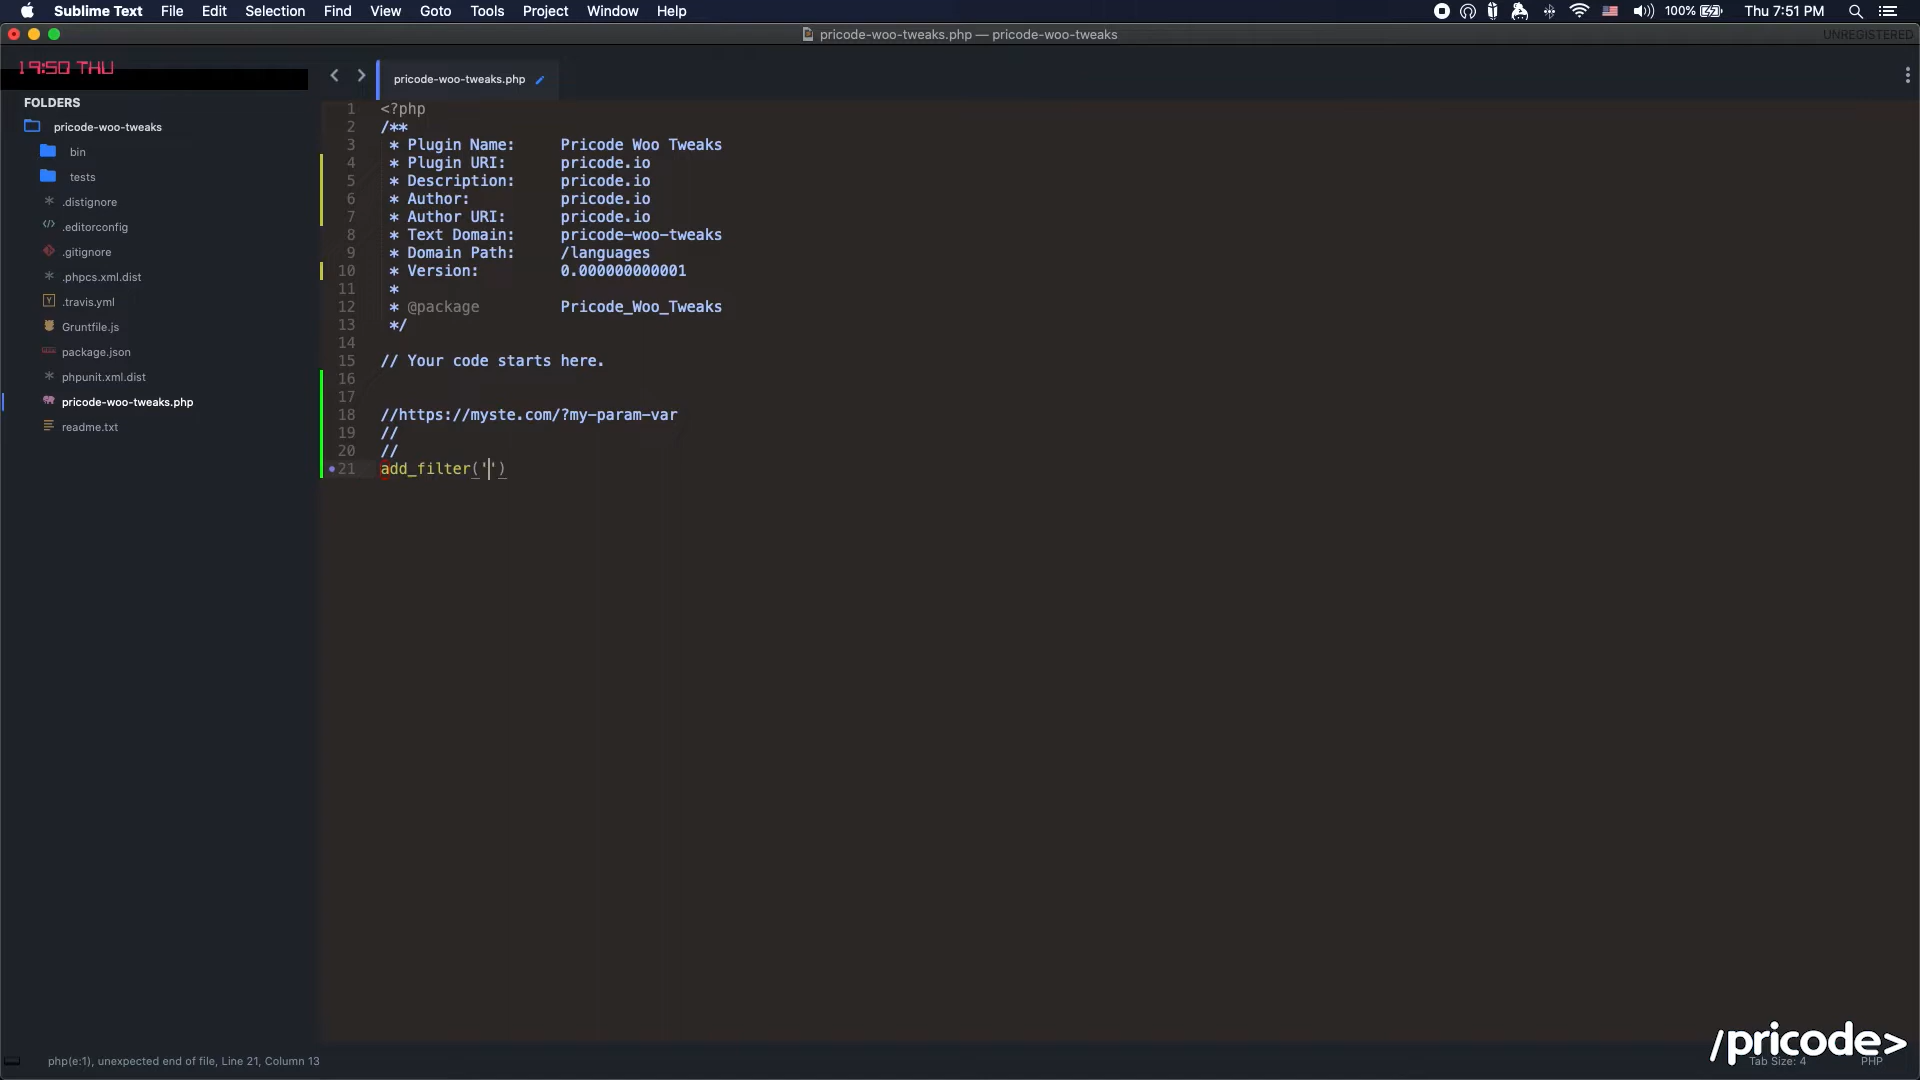 Sublime Text File Edit Selection Find View Goto Tools Project Window Help 100% Thu 7:51 PM
pricode-woo-tweaks.php — pricode-woo-tweaks UNREGISTERED
19:50 THU
pricode-woo-tweaks.php
FOLDERS
pricode-woo-tweaks
bin
tests
.distignore
.editorconfig
.gitignore
.phpcs.xml.dist
.travis.yml
Gruntfile.js
package.json
phpunit.xml.dist
pricode-woo-tweaks.php
readme.txt
1 <?php
2 /**
3 * Plugin Name: Pricode Woo Tweaks
4 * Plugin URI: pricode.io
5 * Description: pricode.io
6 * Author: pricode.io
7 * Author URI: pricode.io
8 * Text Domain: pricode-woo-tweaks
9 * Domain Path: /languages
10 * Version: 0.000000000001
11 *
12 * @package Pricode_Woo_Tweaks
13 */
14
15 // Your code starts here.
16
17
18 //https://myste.com/?my-param-var
19 //
20 //
21 add_filter('')
/pricode>
php(e:1), unexpected end of file, Line 21, Column 13 Tab Size: 4 PHP